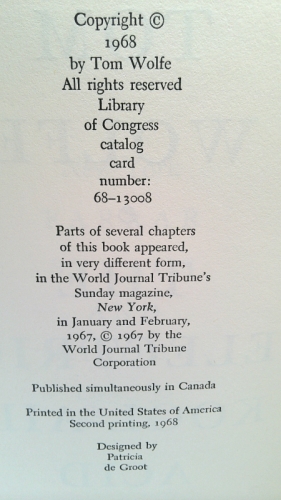 Copyright ©
1968
by Tom Wolfe
All rights reserved
Library
of Congress
catalog
card
number:
68–13008
Parts of several chapters
of this book appeared,
in very different form,
in the World Journal Tribune's
Sunday magazine,
New York,
in January and February,
1967, © 1967 by the
World Journal Tribune
Corporation
Published simultaneously in Canada
Printed in the United States of America
Second printing, 1968
Designed by
Patricia
de Groot